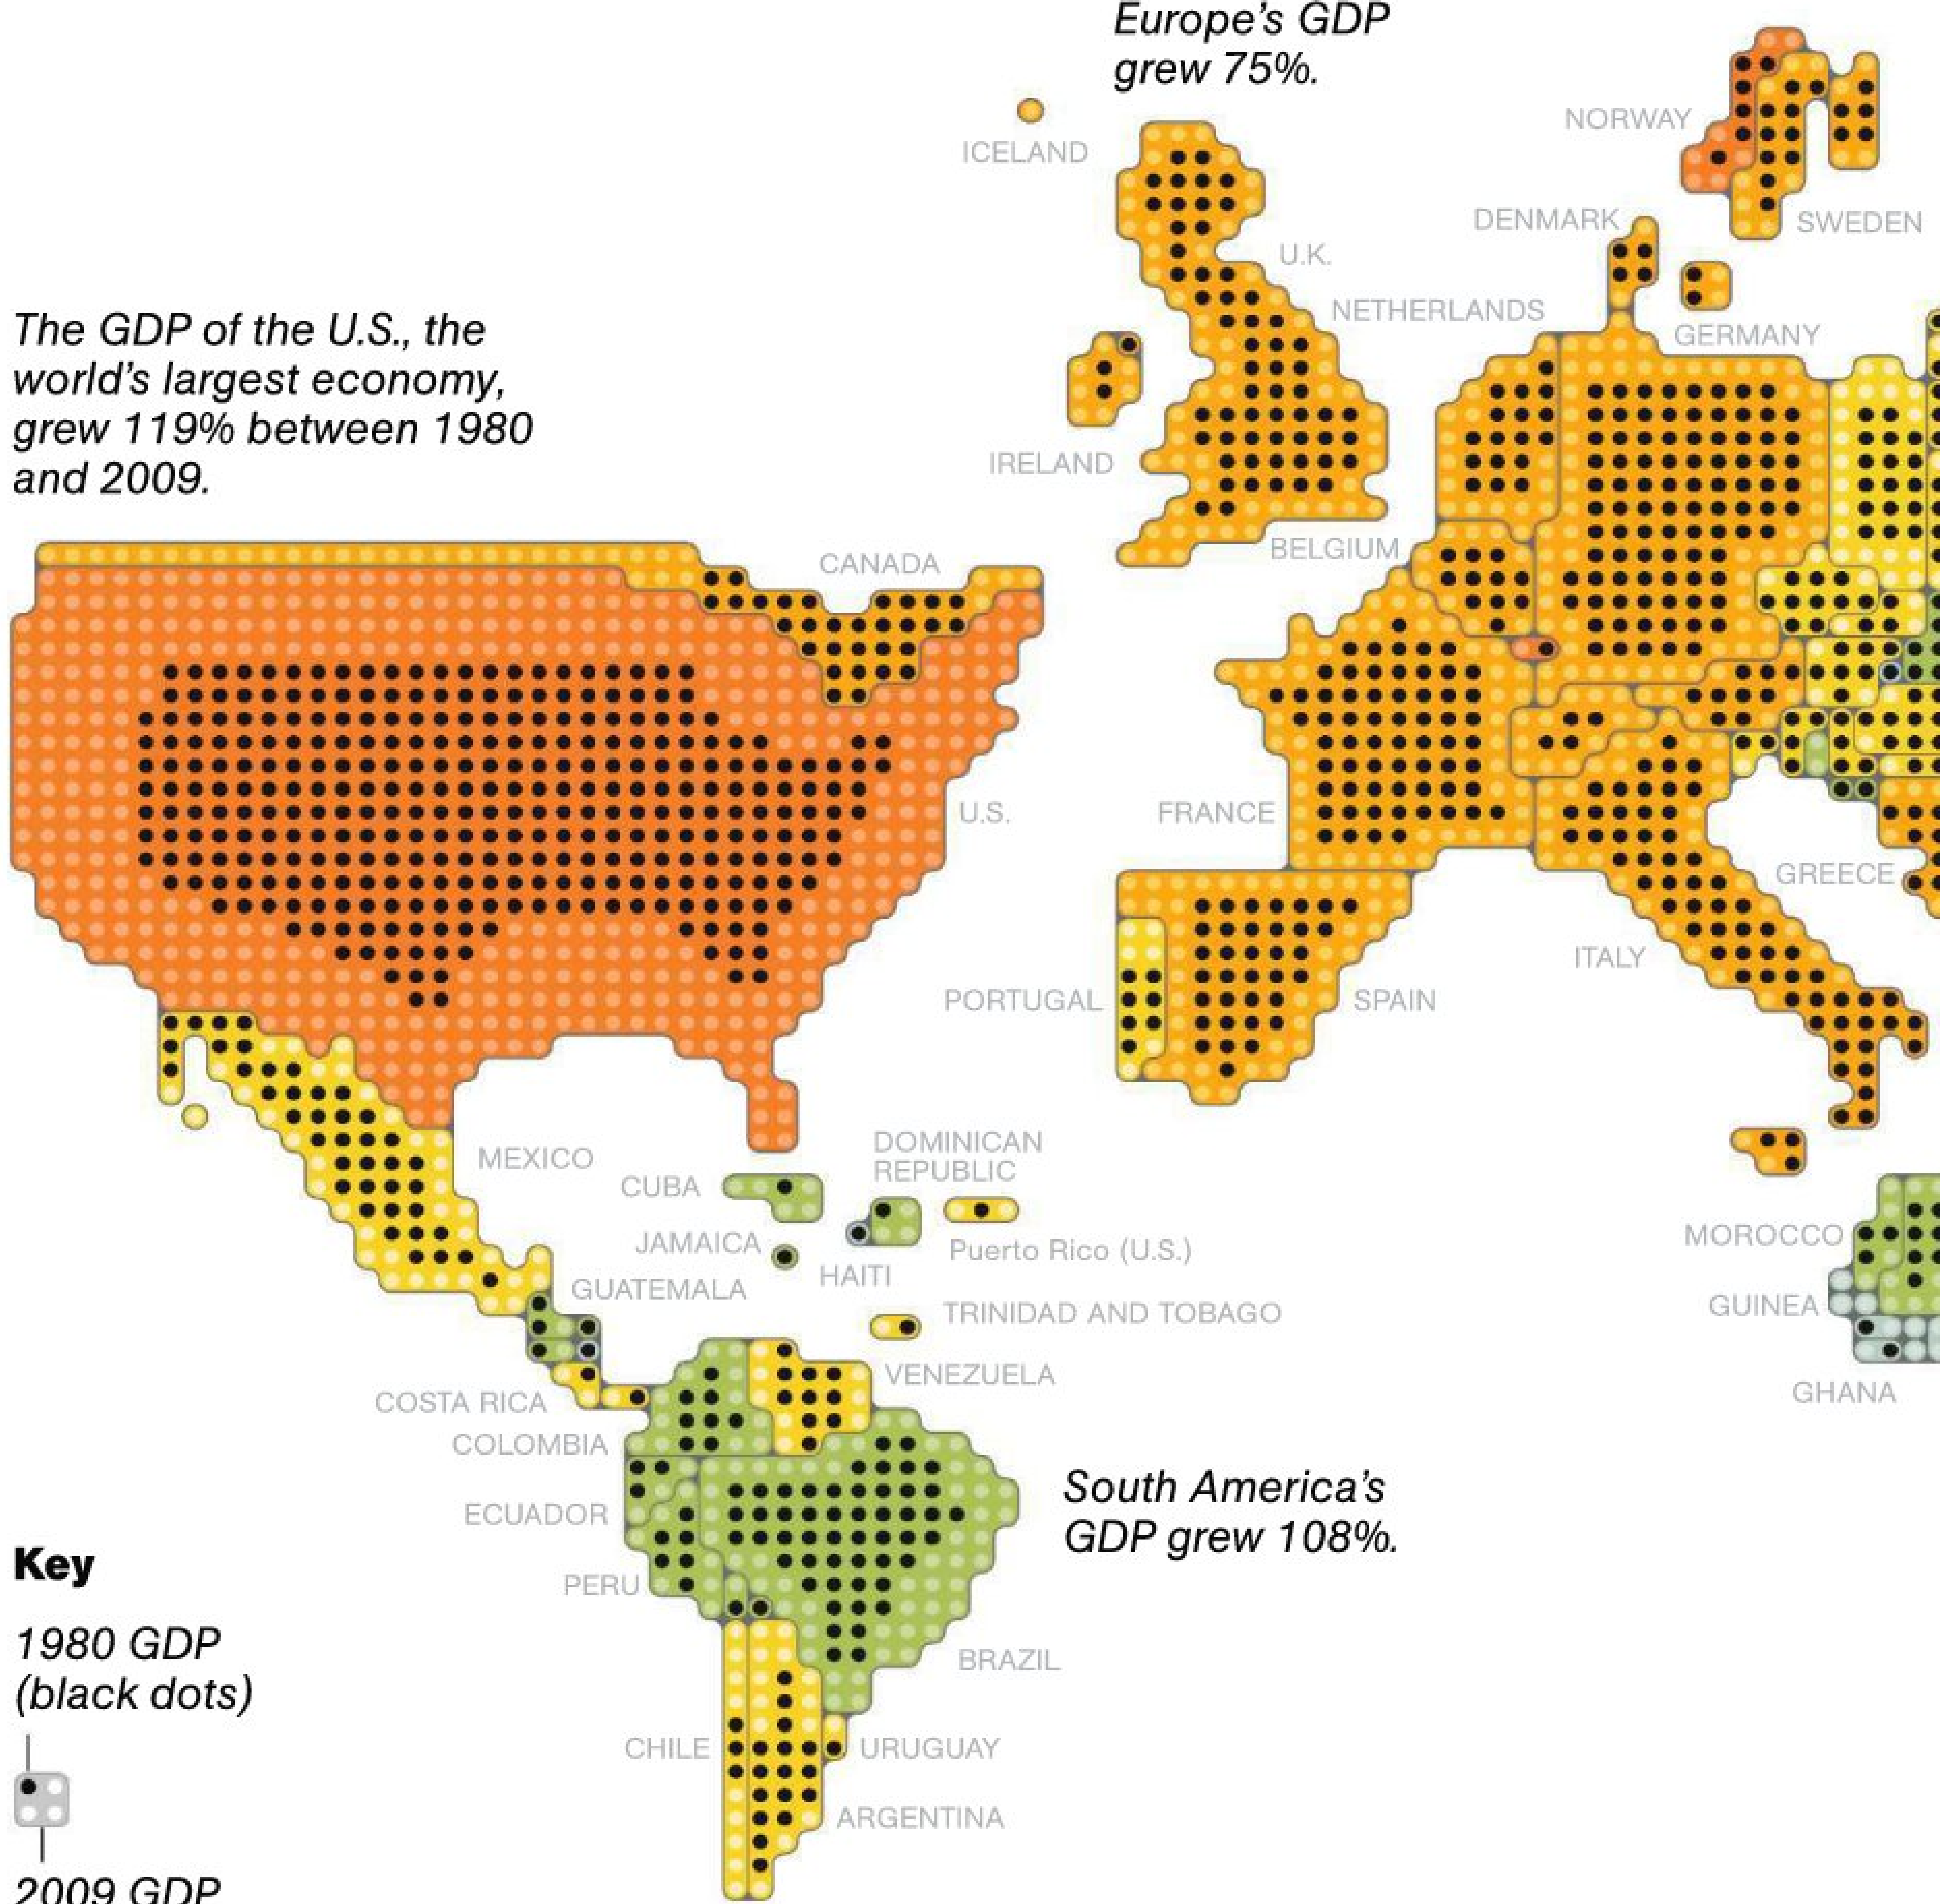 Europe's GDP
grew 75%.
ICELAND
NORWAY
SWEDEN
DENMARK
U.K.
NETHERLANDS
GERMANY
The GDP of the U.S., the
world's largest economy,
grew 119% between 1980
and 2009.
IRELAND
BELGIUM
CANADA
U.S.
FRANCE
GREECE
ITALY
PORTUGAL
SPAIN
MEXICO
CUBA
DOMINICAN
REPUBLIC
JAMAICA
HAITI
Puerto Rico (U.S.)
MOROCCO
GUATEMALA
TRINIDAD AND TOBAGO
GUINEA
VENEZUELA
COSTA RICA
GHANA
COLOMBIA
ECUADOR
South America's
GDP grew 108%.
PERU
Key
1980 GDP
(black dots)
BRAZIL
CHILE
URUGUAY
ARGENTINA
2009 GDP